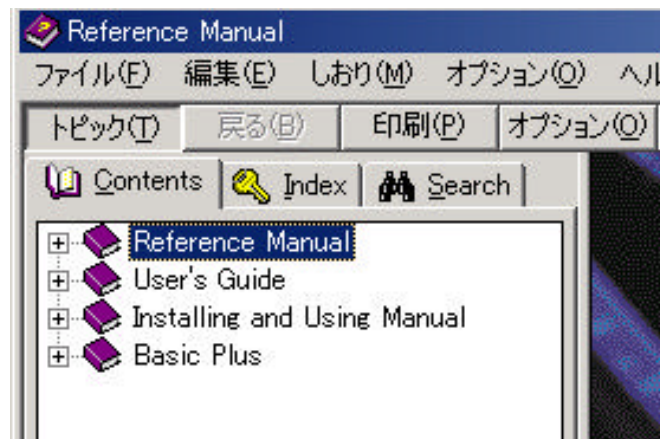 Reference Manual
ファイル(F) 編集(E) しおり(M) オプション(O)
トピック(T) 戻る(B) 印刷(P) オプション(O)
Contents Index Search
Reference Manual
User's Guide
Installing and Using Manual
Basic Plus